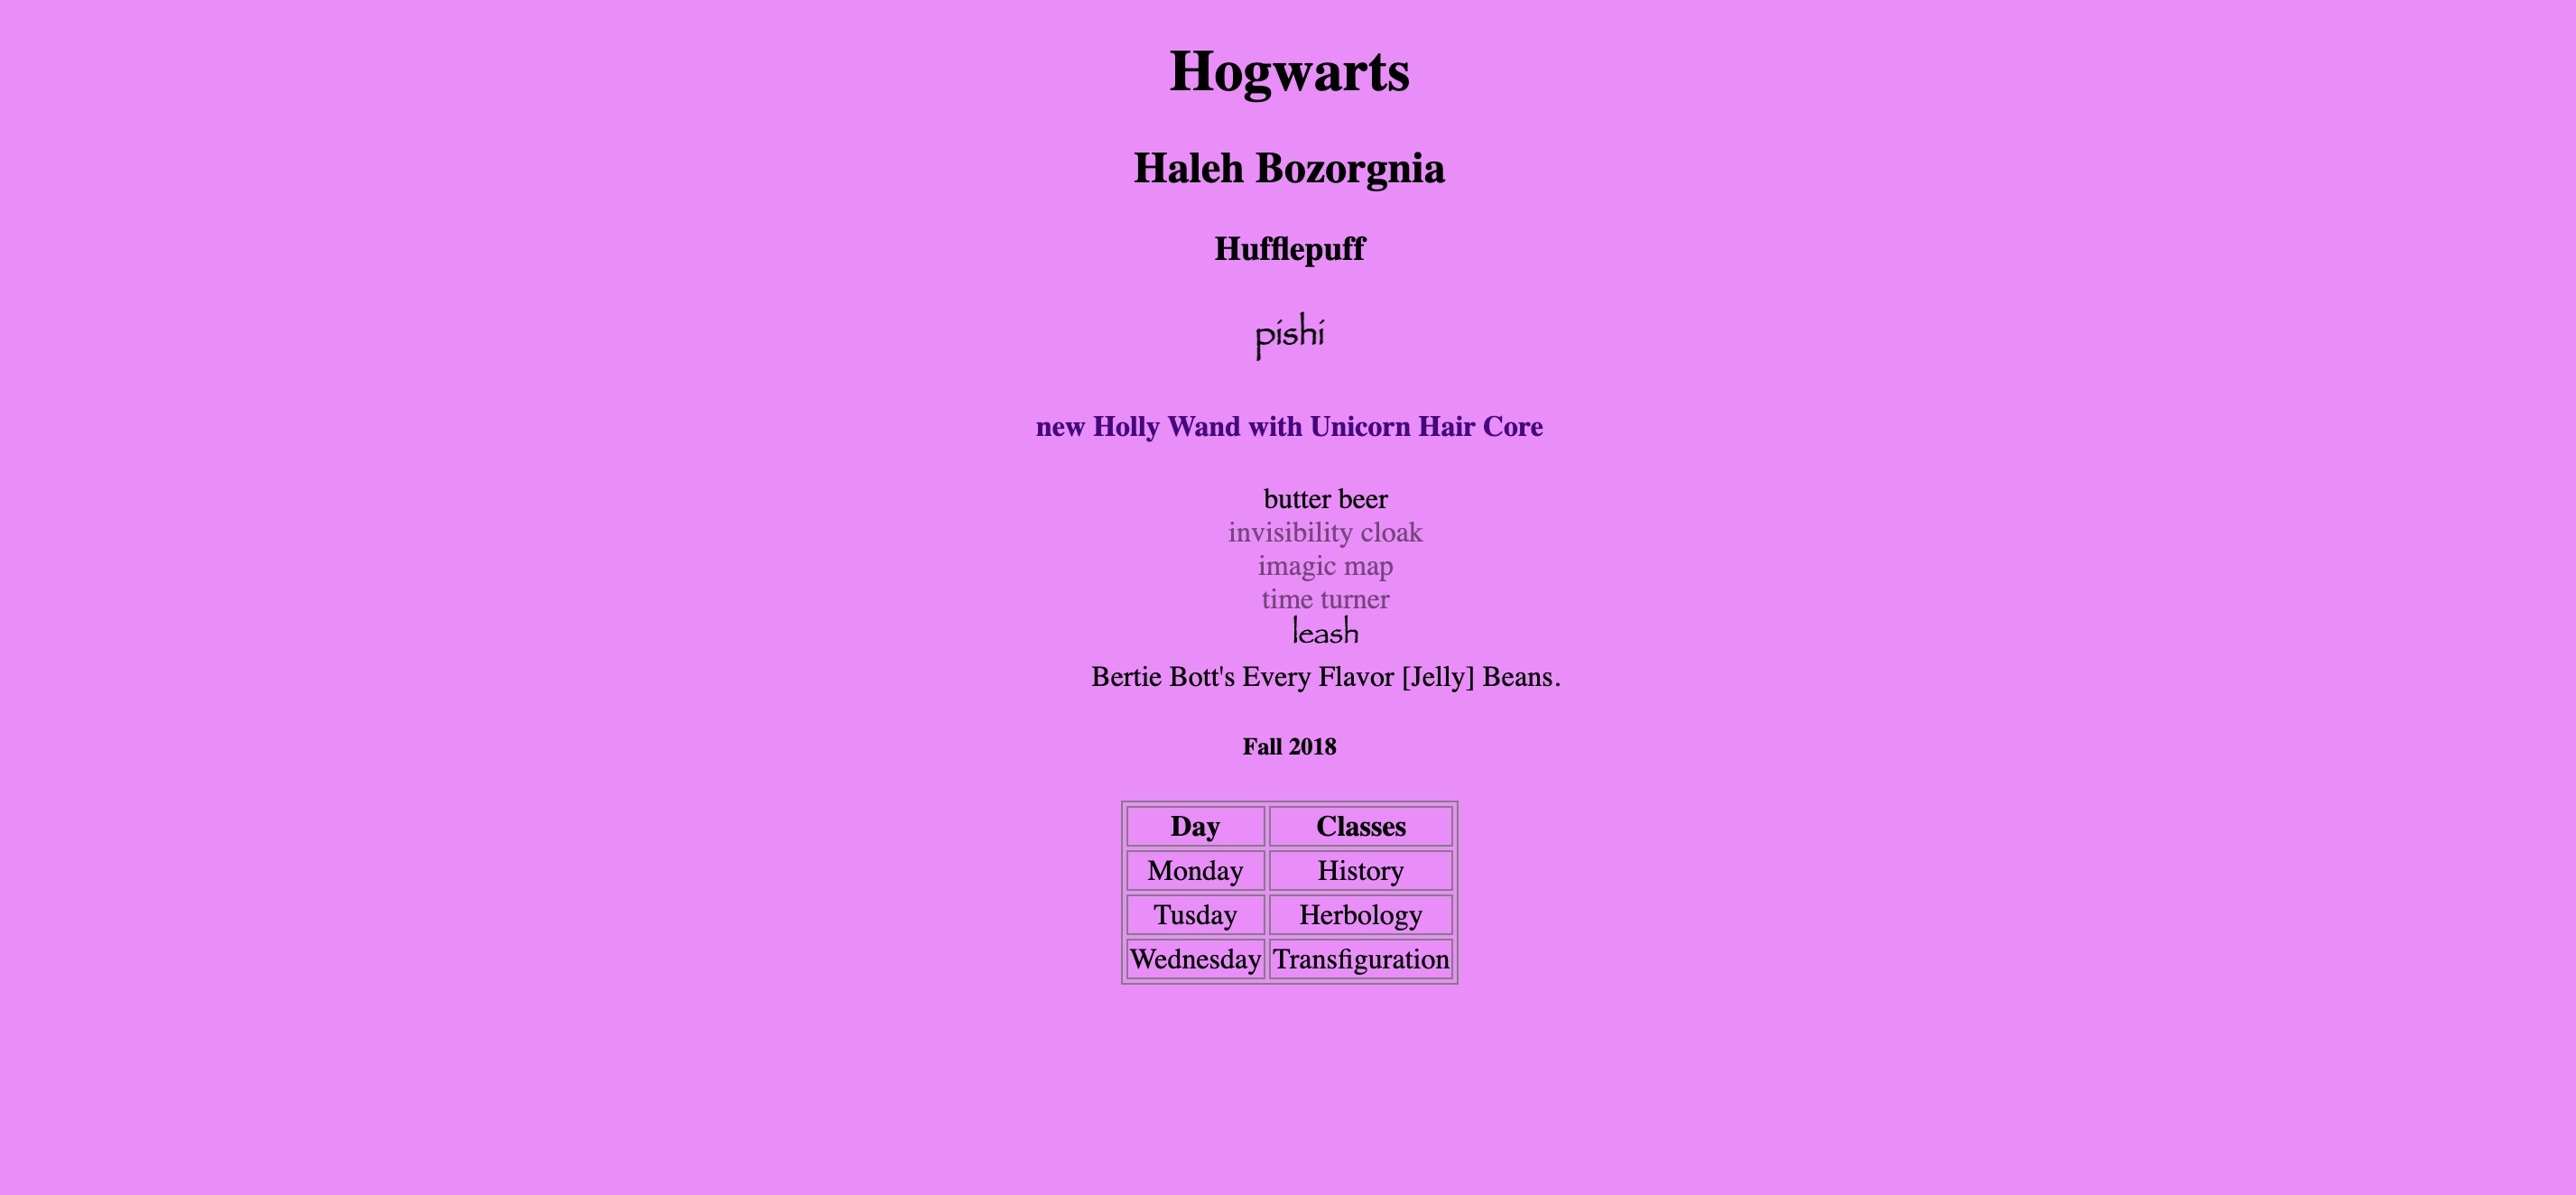 Hogwarts
Haleh Bozorgnia
Hufflepuff
pishi
new Holly Wand with Unicorn Hair Core
butter beer
invisibility cloak
imagic map
time turner
leash
Bertie Bott's Every Flavor [Jelly] Beans.
Fall 2018
Day Classes
Monday History
Tusday Herbology
Wednesday Transfiguration